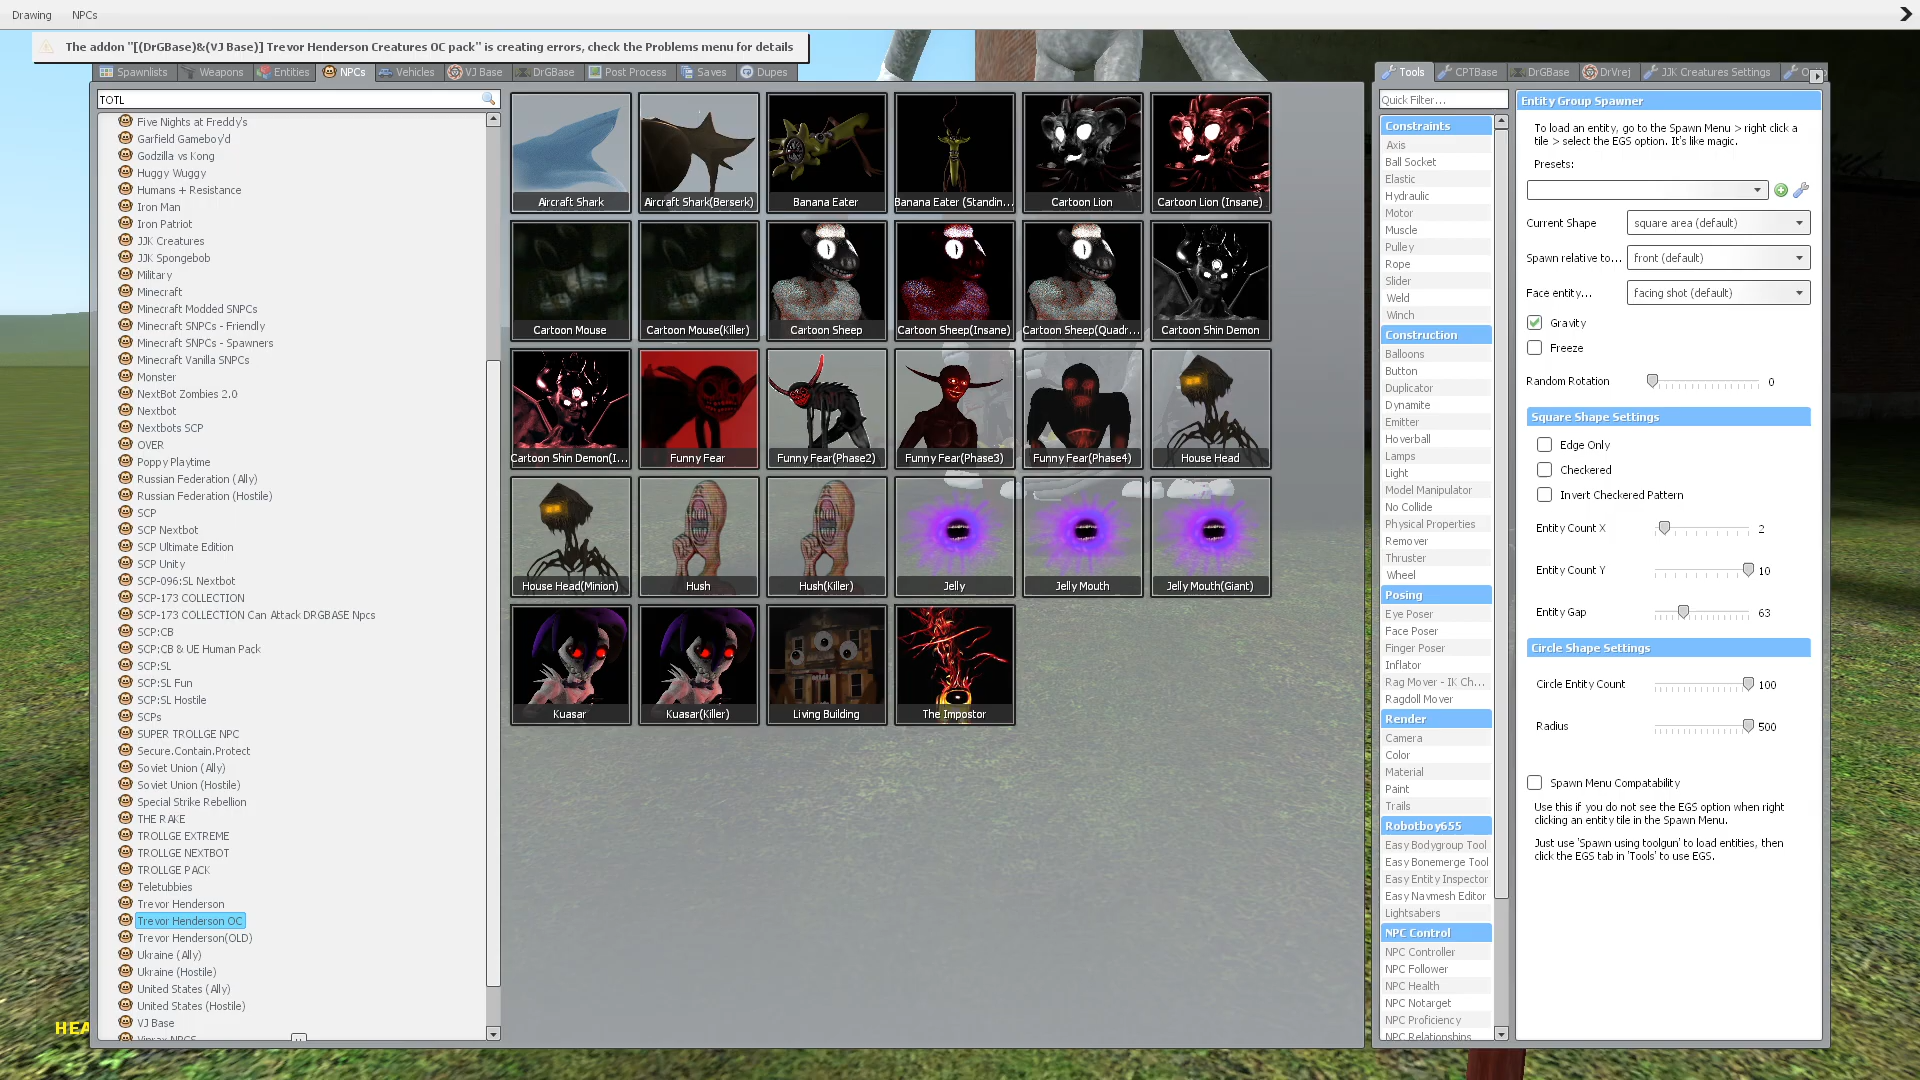 Drawing NPCs
The addon "[(DrGBase)&(VJ Base)] Trevor Henderson Creatures OC pack" is creating errors, check the Problems menu for details
Spawnlists Weapons Entities NPCs Vehicles VJ Base DrGBase Post Process Saves Dupes
TOTL
Five Nights at Freddy's
Garfield Gameboy'd
Godzilla vs Kong
Huggy Wuggy
Humans + Resistance
Iron Man
Iron Patriot
JJK Creatures
JJK Spongebob
Military
Minecraft
Minecraft Modded SNPCs
Minecraft SNPCs - Friendly
Minecraft SNPCs - Spawners
Minecraft Vanilla SNPCs
Monster
NextBot Zombies 2.0
Nextbot
Nextbots SCP
OVER
Poppy Playtime
Russian Federation (Ally)
Russian Federation (Hostile)
SCP
SCP Nextbot
SCP Ultimate Edition
SCP Unity
SCP-096:SL Nextbot
SCP-173 COLLECTION
SCP-173 COLLECTION Can Attack DRGBASE Npcs
SCP:CB
SCP:CB & UE Human Pack
SCP:SL
SCP:SL Fun
SCP:SL Hostile
SCPs
SUPER TROLLGE NPC
Secure.Contain.Protect
Soviet Union (Ally)
Soviet Union (Hostile)
Special Strike Rebellion
THE RAKE
TROLLGE EXTREME
TROLLGE NEXTBOT
TROLLGE PACK
Teletubbies
Trevor Henderson
Trevor Henderson OC
Trevor Henderson(OLD)
Ukraine (Ally)
Ukraine (Hostile)
United States (Ally)
United States (Hostile)
VJ Base
HEA
Aircraft Shark Aircraft Shark(Berserk) Banana Eater Banana Eater (Standin... Cartoon Lion Cartoon Lion (Insane)
Cartoon Mouse Cartoon Mouse(Killer) Cartoon Sheep Cartoon Sheep(Insane) Cartoon Sheep(Quadr... Cartoon Shin Demon
Cartoon Shin Demon(I... Funny Fear Funny Fear(Phase2) Funny Fear(Phase3) Funny Fear(Phase4) House Head
House Head(Minion) Hush Hush(Killer) Jelly Jelly Mouth Jelly Mouth(Giant)
Kuasar Kuasar(Killer) Living Building The Impostor
Tools CPTBase DrGBase DrVrej JJK Creatures Settings
Quick Filter...
Constraints
Axis
Ball Socket
Elastic
Hydraulic
Motor
Muscle
Pulley
Rope
Slider
Weld
Winch
Construction
Balloons
Button
Duplicator
Dynamite
Emitter
Hoverball
Lamps
Light
Model Manipulator
No Collide
Physical Properties
Remover
Thruster
Wheel
Posing
Eye Poser
Face Poser
Finger Poser
Inflator
Rag Mover - IK Ch...
Ragdoll Mover
Render
Camera
Color
Material
Paint
Trails
Robotboy655
Easy Bodygroup Tool
Easy Bonemerge Tool
Easy Entity Inspector
Easy Navmesh Editor
Lightsabers
NPC Control
NPC Controller
NPC Follower
NPC Health
NPC Notarget
NPC Proficiency
NPC Relationships
Entity Group Spawner
To load an entity, go to the Spawn Menu > right click a
tile > select the EGS option. It's like magic.
Presets:
Current Shape square area (default)
Spawn relative to... front (default)
Face entity... facing shot (default)
Gravity
Freeze
Random Rotation 0
Square Shape Settings
Edge Only
Checkered
Invert Checkered Pattern
Entity Count X 2
Entity Count Y 10
Entity Gap 63
Circle Shape Settings
Circle Entity Count 100
Radius 500
Spawn Menu Compatability
Use this if you do not see the EGS option when right
clicking an entity tile in the Spawn Menu.
Just use 'Spawn using toolgun' to load entities, then
click the EGS tab in 'Tools' to use EGS.